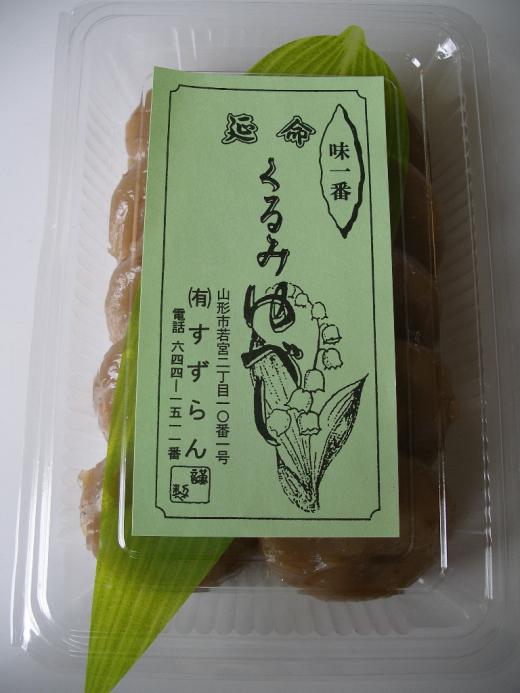 味一番
延命
くるみゆべし
山形市若宮二丁目一〇番一号
㈲すずらん
電話 六四四―一五一一番
謹製